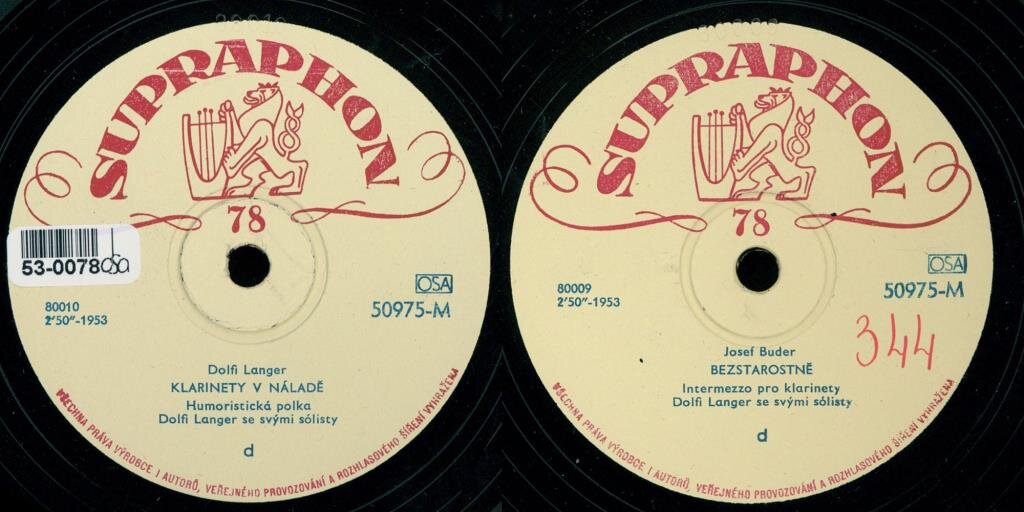 80010
SUPRAPHON
78
53-0078 osa
OSA
50975-M
80010
2'50"-1953
Dolfi Langer
KLARINETY V NÁLADĚ
Humoristická polka
Dolfi Langer se svými sólisty
d
VŠECHNA PRÁVA VÝROBCE I AUTORŮ, VEŘEJNÉHO PROVOZOVÁNÍ A ROZHLASOVÉHO ŠÍŘENÍ VYHRAŽENA
SUPRAPHON
78
OSA
50975-M
80009
2'50"-1953
344
Josef Buder
BEZSTAROSTNĚ
Intermezzo pro klarinety
Dolfi Langer se svými sólisty
d
VŠECHNA PRÁVA VÝROBCE I AUTORŮ, VEŘEJNÉHO PROVOZOVÁNÍ A ROZHLASOVÉHO ŠÍŘENÍ VYHRAŽENA